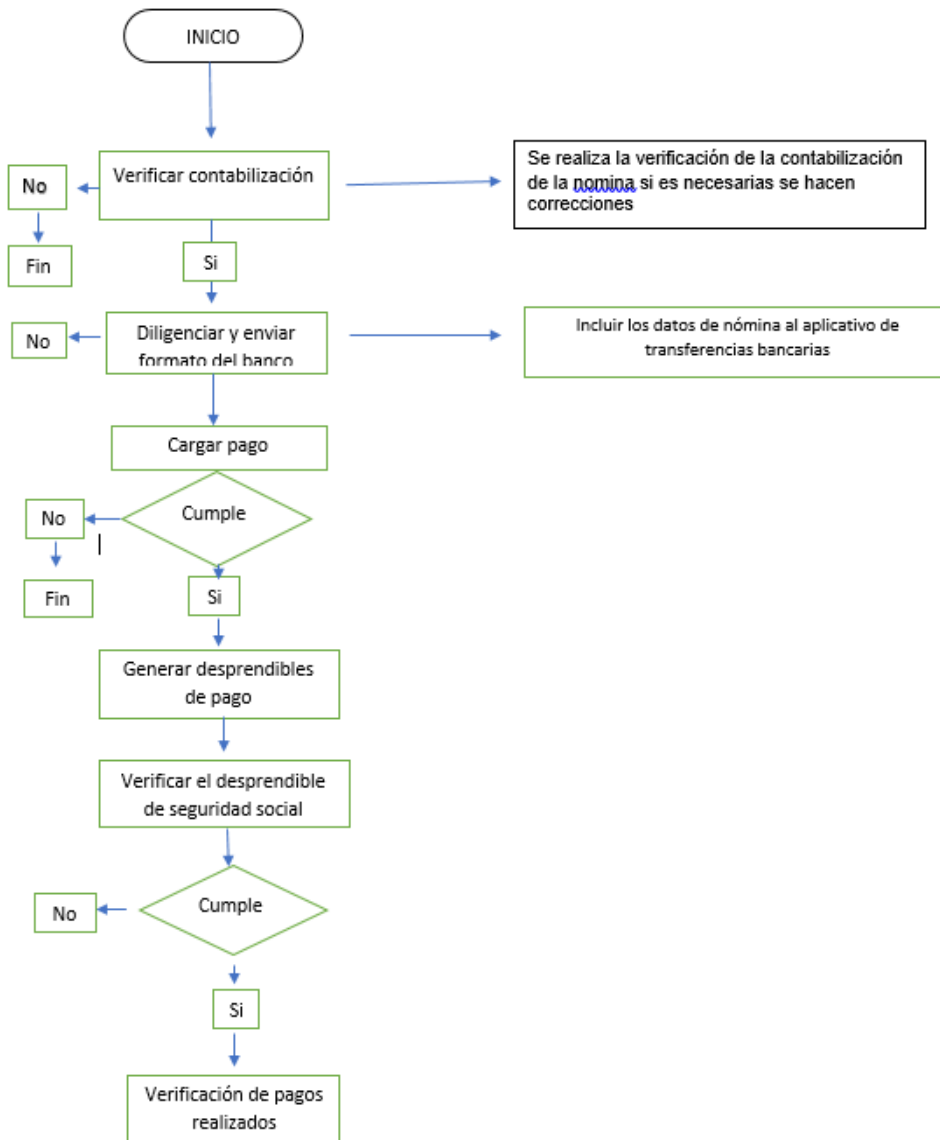 INICIO
Verificar contabilización
Se realiza la verificación de la contabilización
de la nomina si es necesarias se hacen
correcciones
No
Fin
Si
No
Diligenciar y enviar
formato del banco
Incluir los datos de nómina al aplicativo de
transferencias bancarias
Cargar pago
Cumple
No
Fin
Si
Generar desprendibles
de pago
Verificar el desprendible
de seguridad social
Cumple
No
Si
Verificación de pagos
realizados